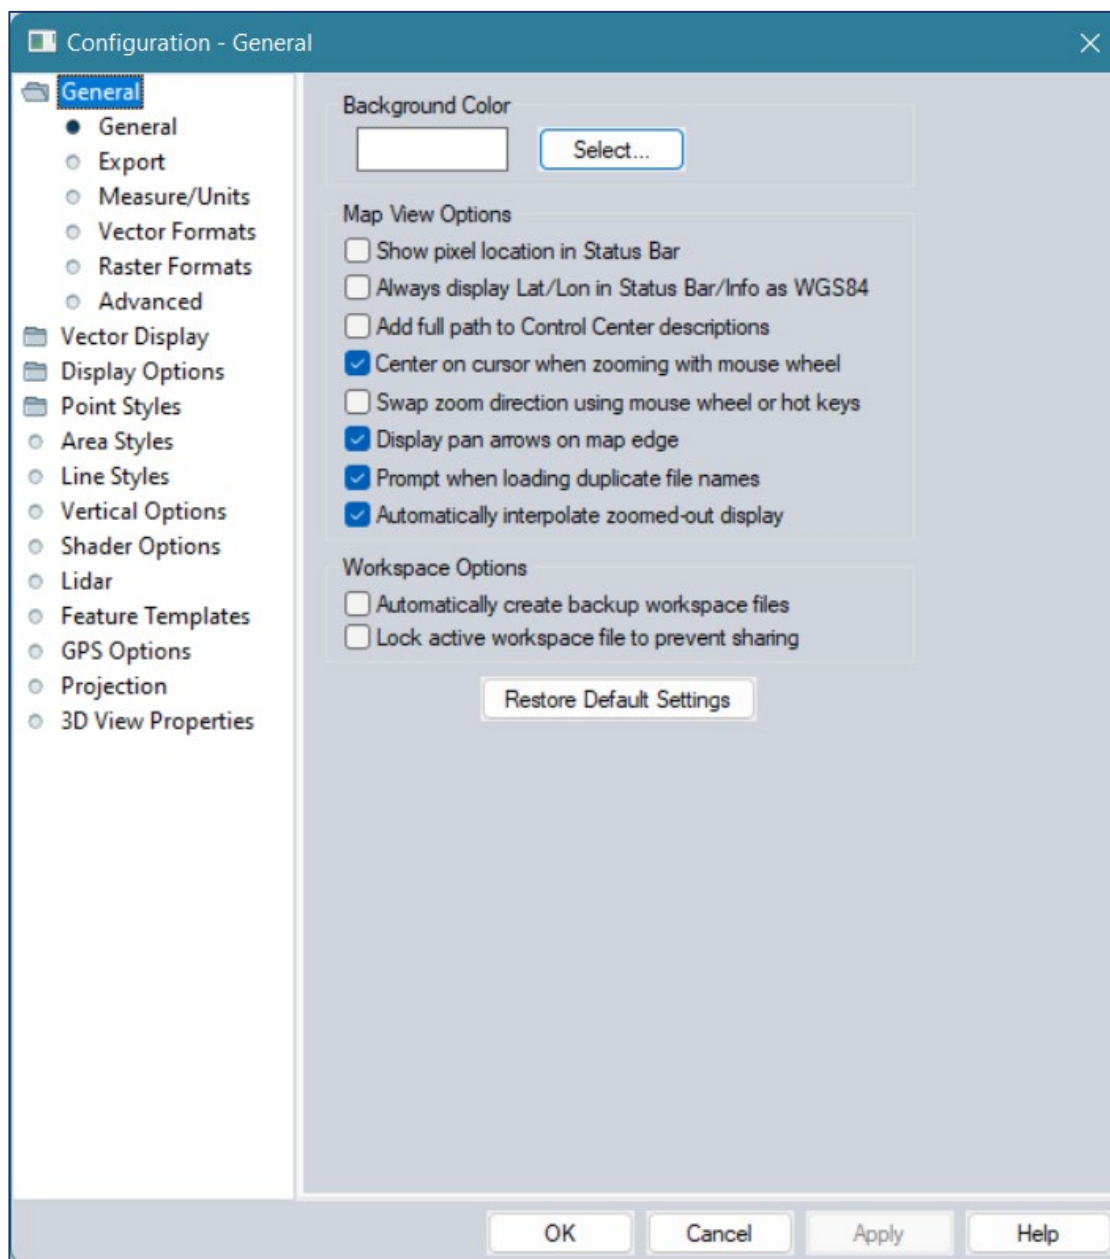 Configuration - General
General
General
Export
Measure/Units
Vector Formats
Raster Formats
Advanced
Vector Display
Display Options
Point Styles
Area Styles
Line Styles
Vertical Options
Shader Options
Lidar
Feature Templates
GPS Options
Projection
3D View Properties
Background Color
Select...
Map View Options
Show pixel location in Status Bar
Always display Lat/Lon in Status Bar/Info as WGS84
Add full path to Control Center descriptions
Center on cursor when zooming with mouse wheel
Swap zoom direction using mouse wheel or hot keys
Display pan arrows on map edge
Prompt when loading duplicate file names
Automatically interpolate zoomed-out display
Workspace Options
Automatically create backup workspace files
Lock active workspace file to prevent sharing
Restore Default Settings
OK Cancel Apply Help